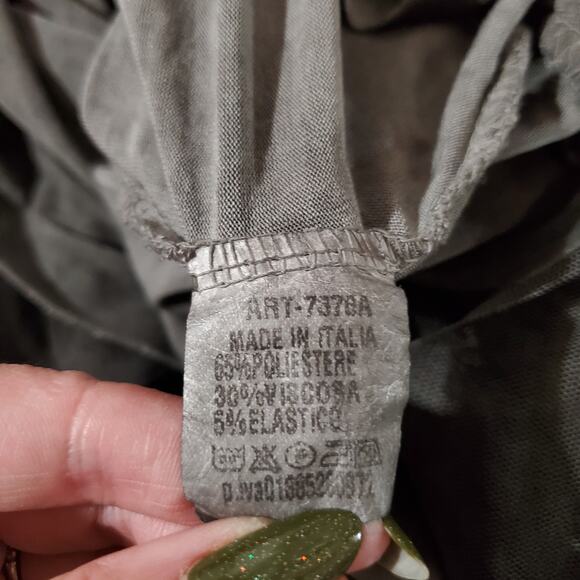 ART-7376A
MADE IN ITALIA
65%POLIESTERE
30%VISCOSA
5%ELASTICO